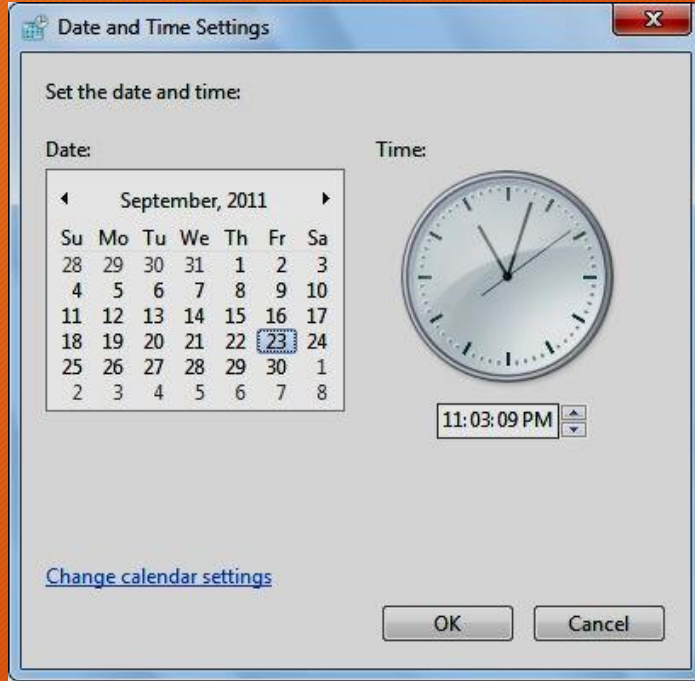 Date and Time Settings
x
Set the date and time:
Date:
Time:
September, 2011
Su Mo Tu We Th Fr Sa
28 29 30 31 1 2 3
4 5 6 7 8 9 10
11 12 13 14 15 16 17
18 19 20 21 22 23 24
25 26 27 28 29 30 1
2 3 4 5 6 7 8
11:03:09 PM
Change calendar settings
OK
Cancel